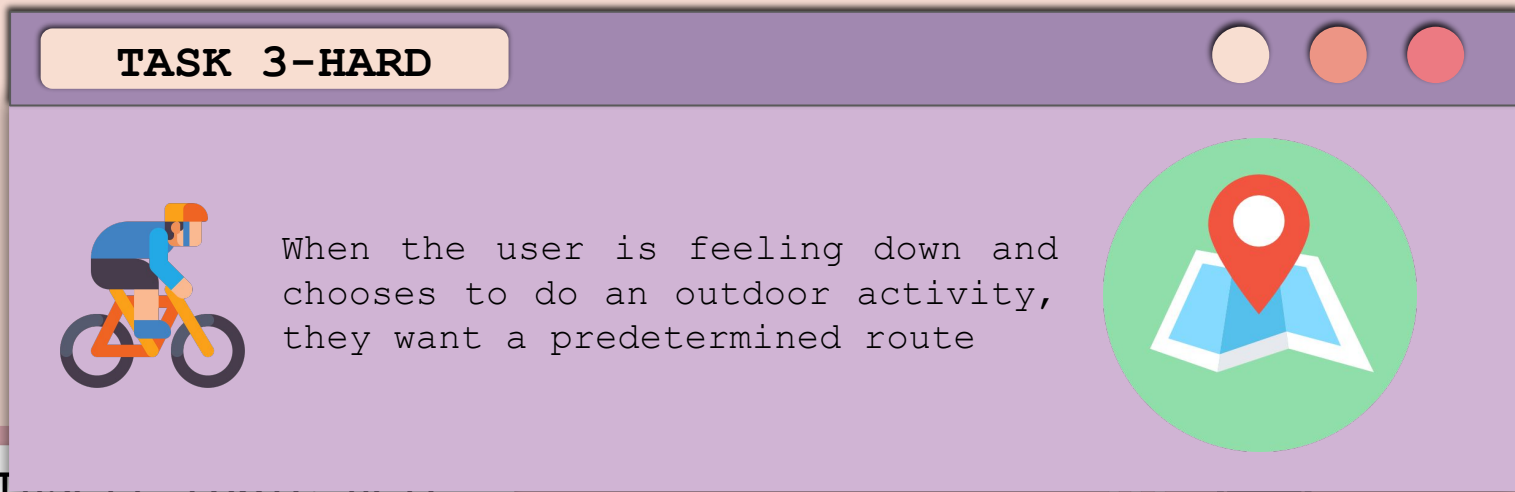 TASK 3-HARD
When the user is feeling down and
chooses to do an outdoor activity,
they want a predetermined route